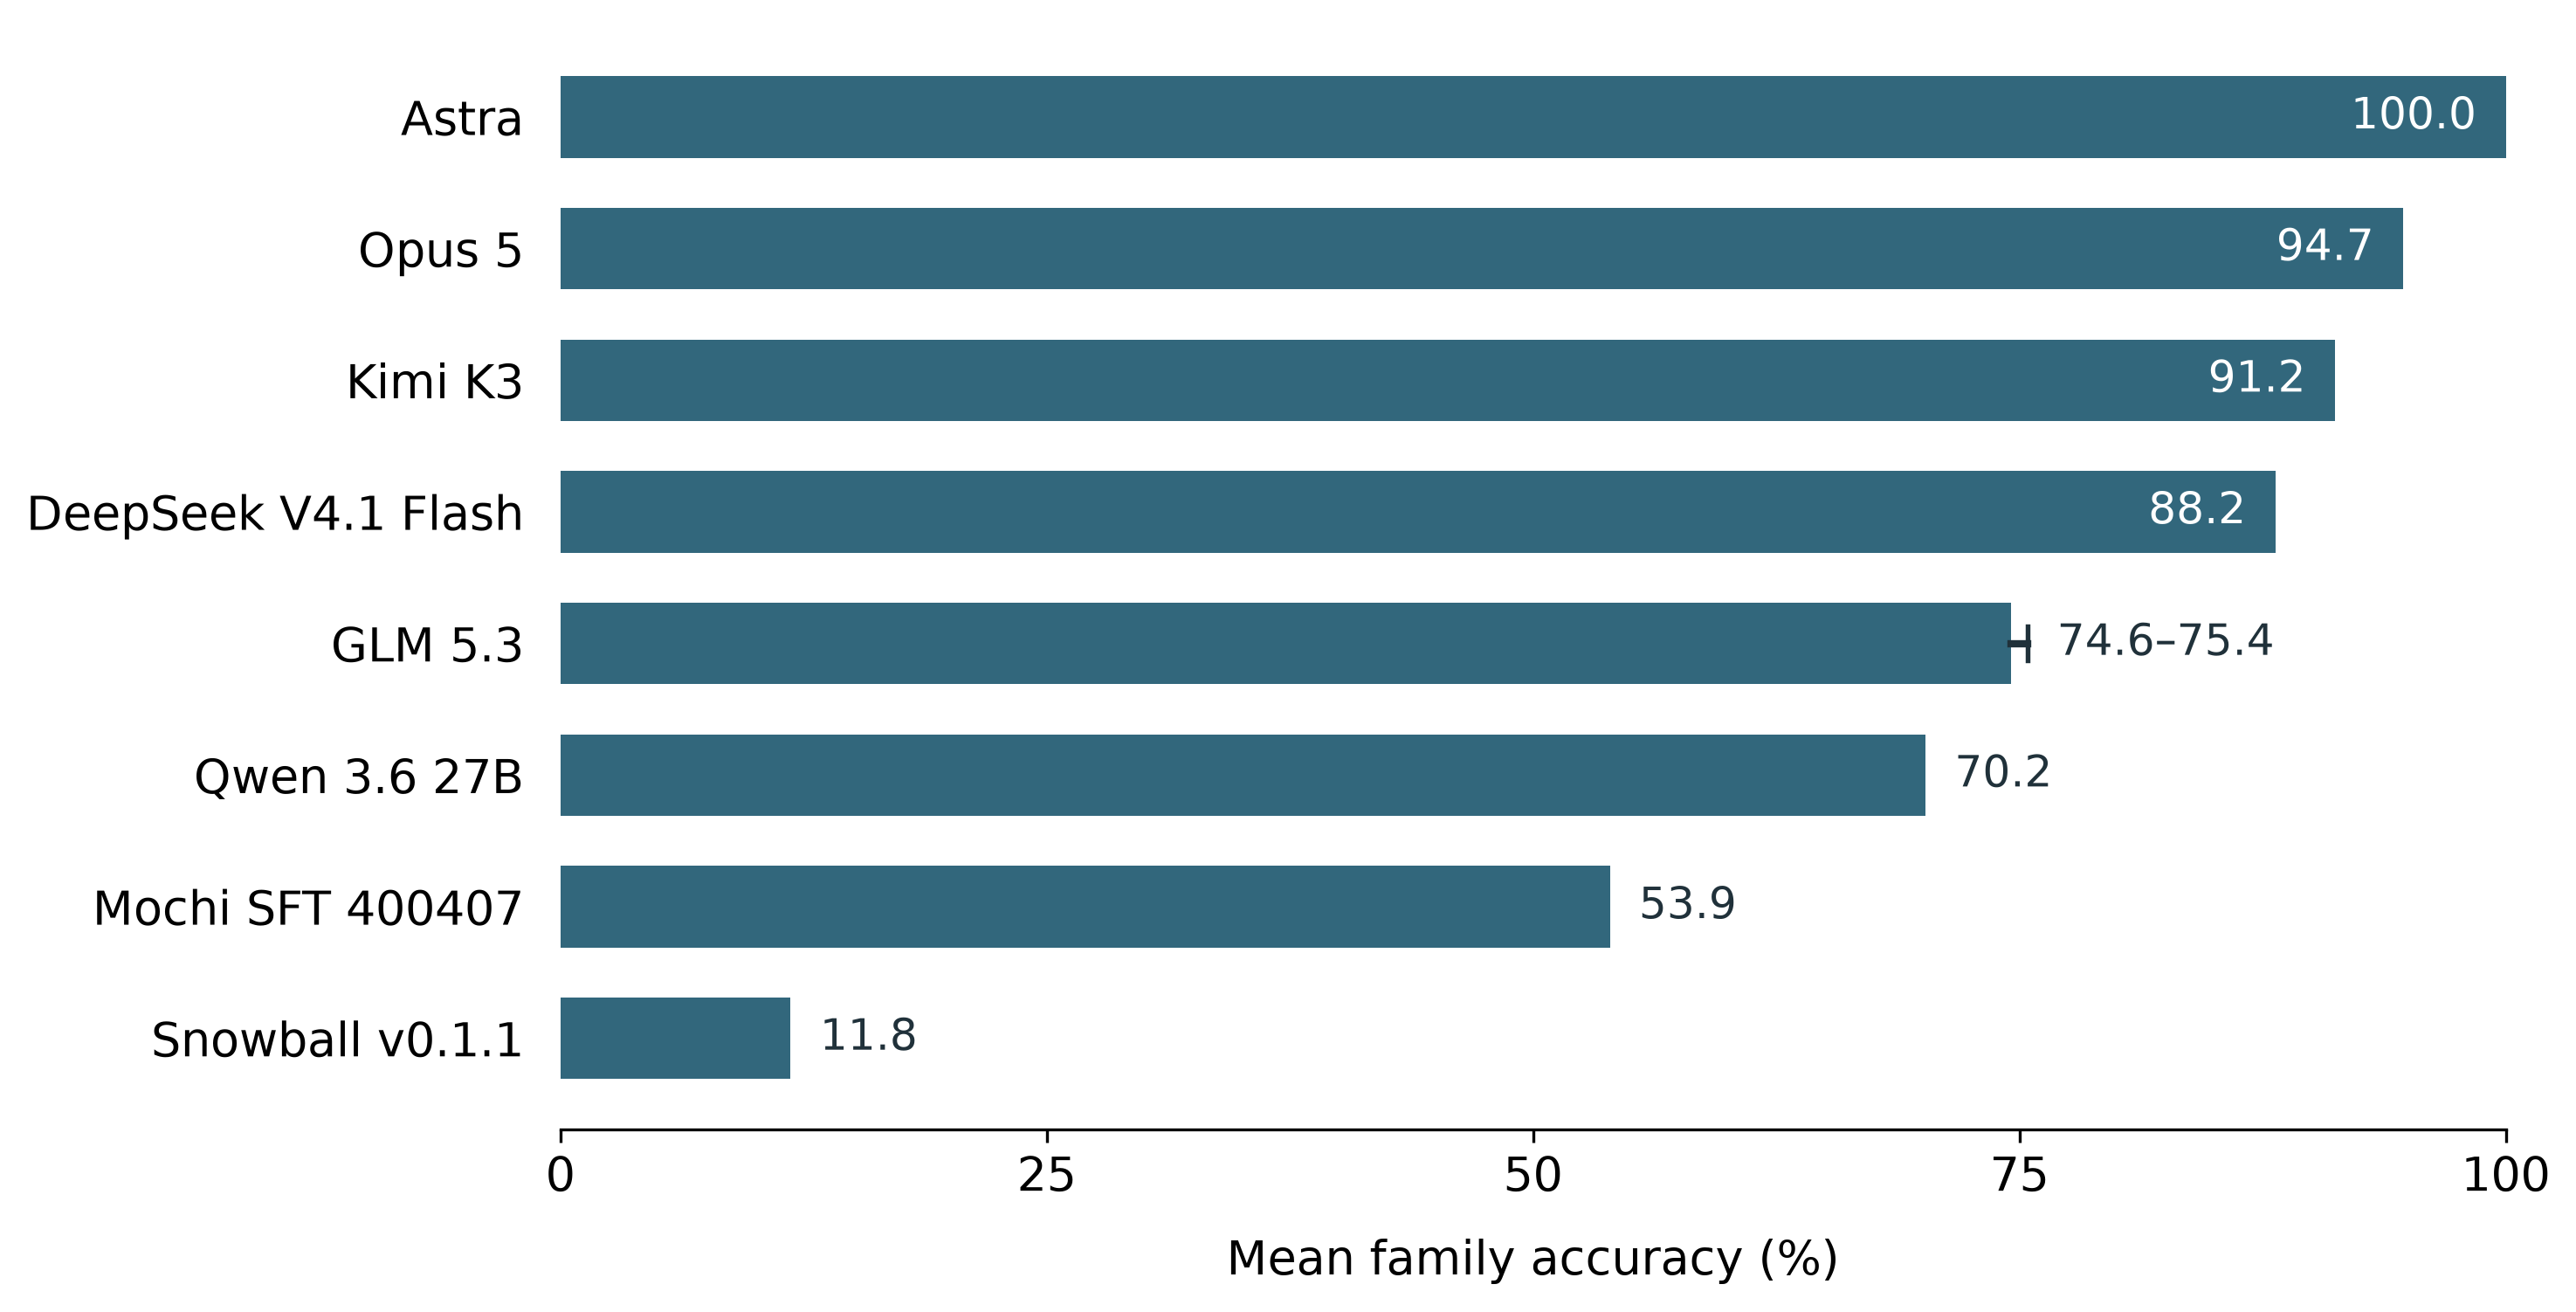 Astra 100.0
Opus 5 94.7
Kimi K3 91.2
DeepSeek V4.1 Flash 88.2
GLM 5.3 74.6–75.4
Qwen 3.6 27B 70.2
Mochi SFT 400407 53.9
Snowball v0.1.1 11.8
0 25 50 75 100
Mean family accuracy (%)